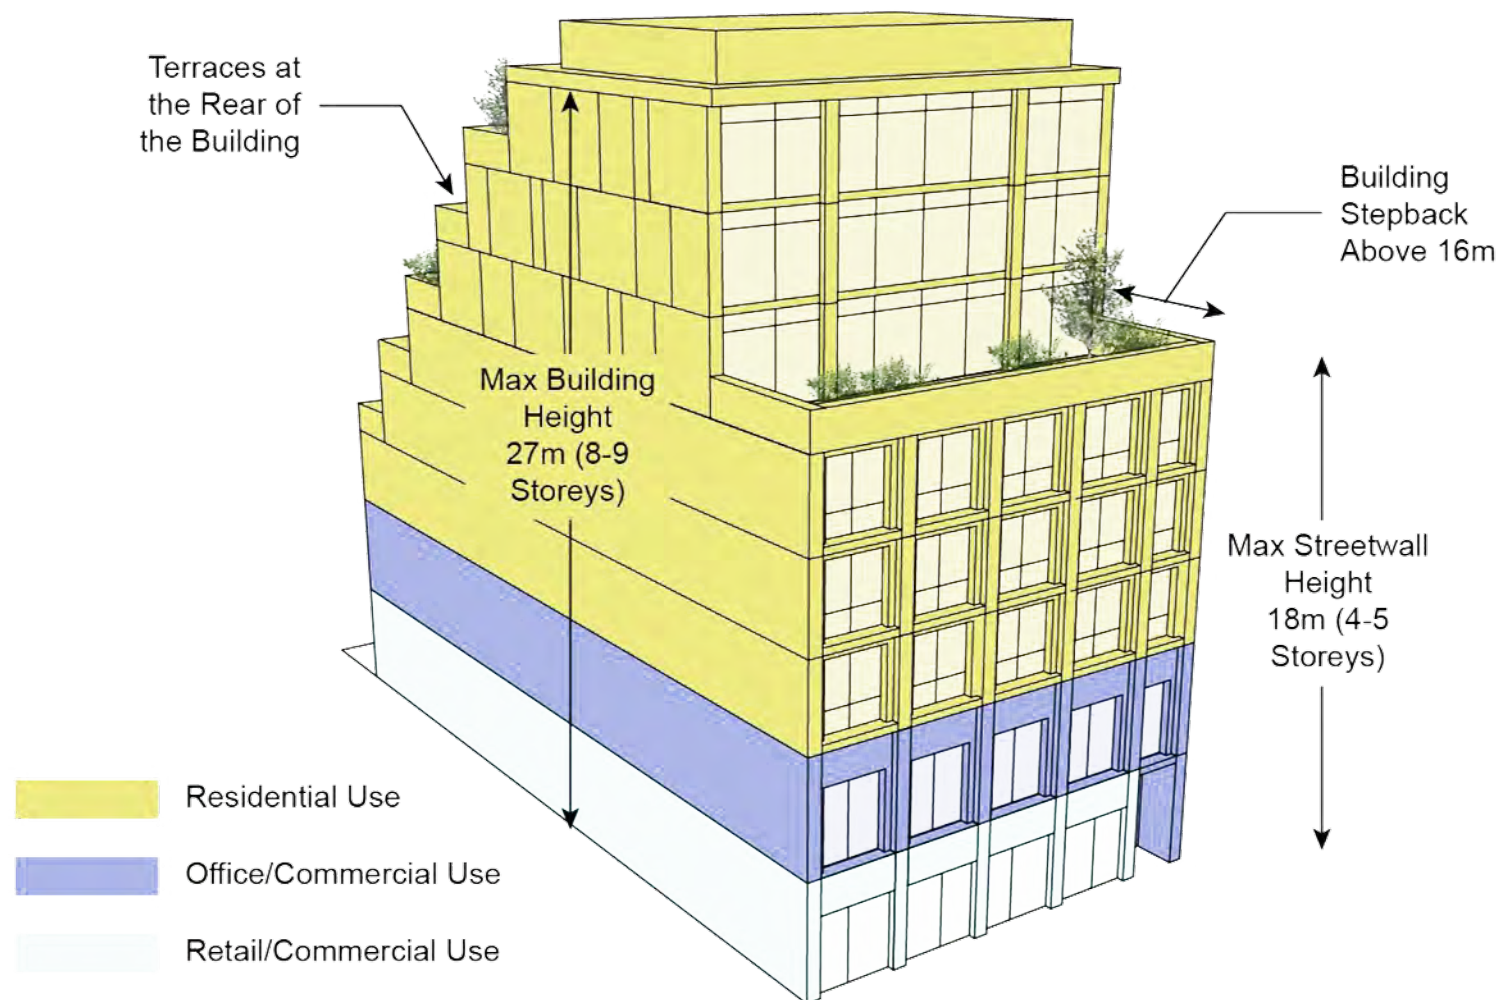 Terraces at
the Rear of
the Building
Building
Stepback
Above 16m
Max Building
Height
27m (8-9
Storeys)
Max Streetwall
Height
18m (4-5
Storeys)
Residential Use
Office/Commercial Use
Retail/Commercial Use